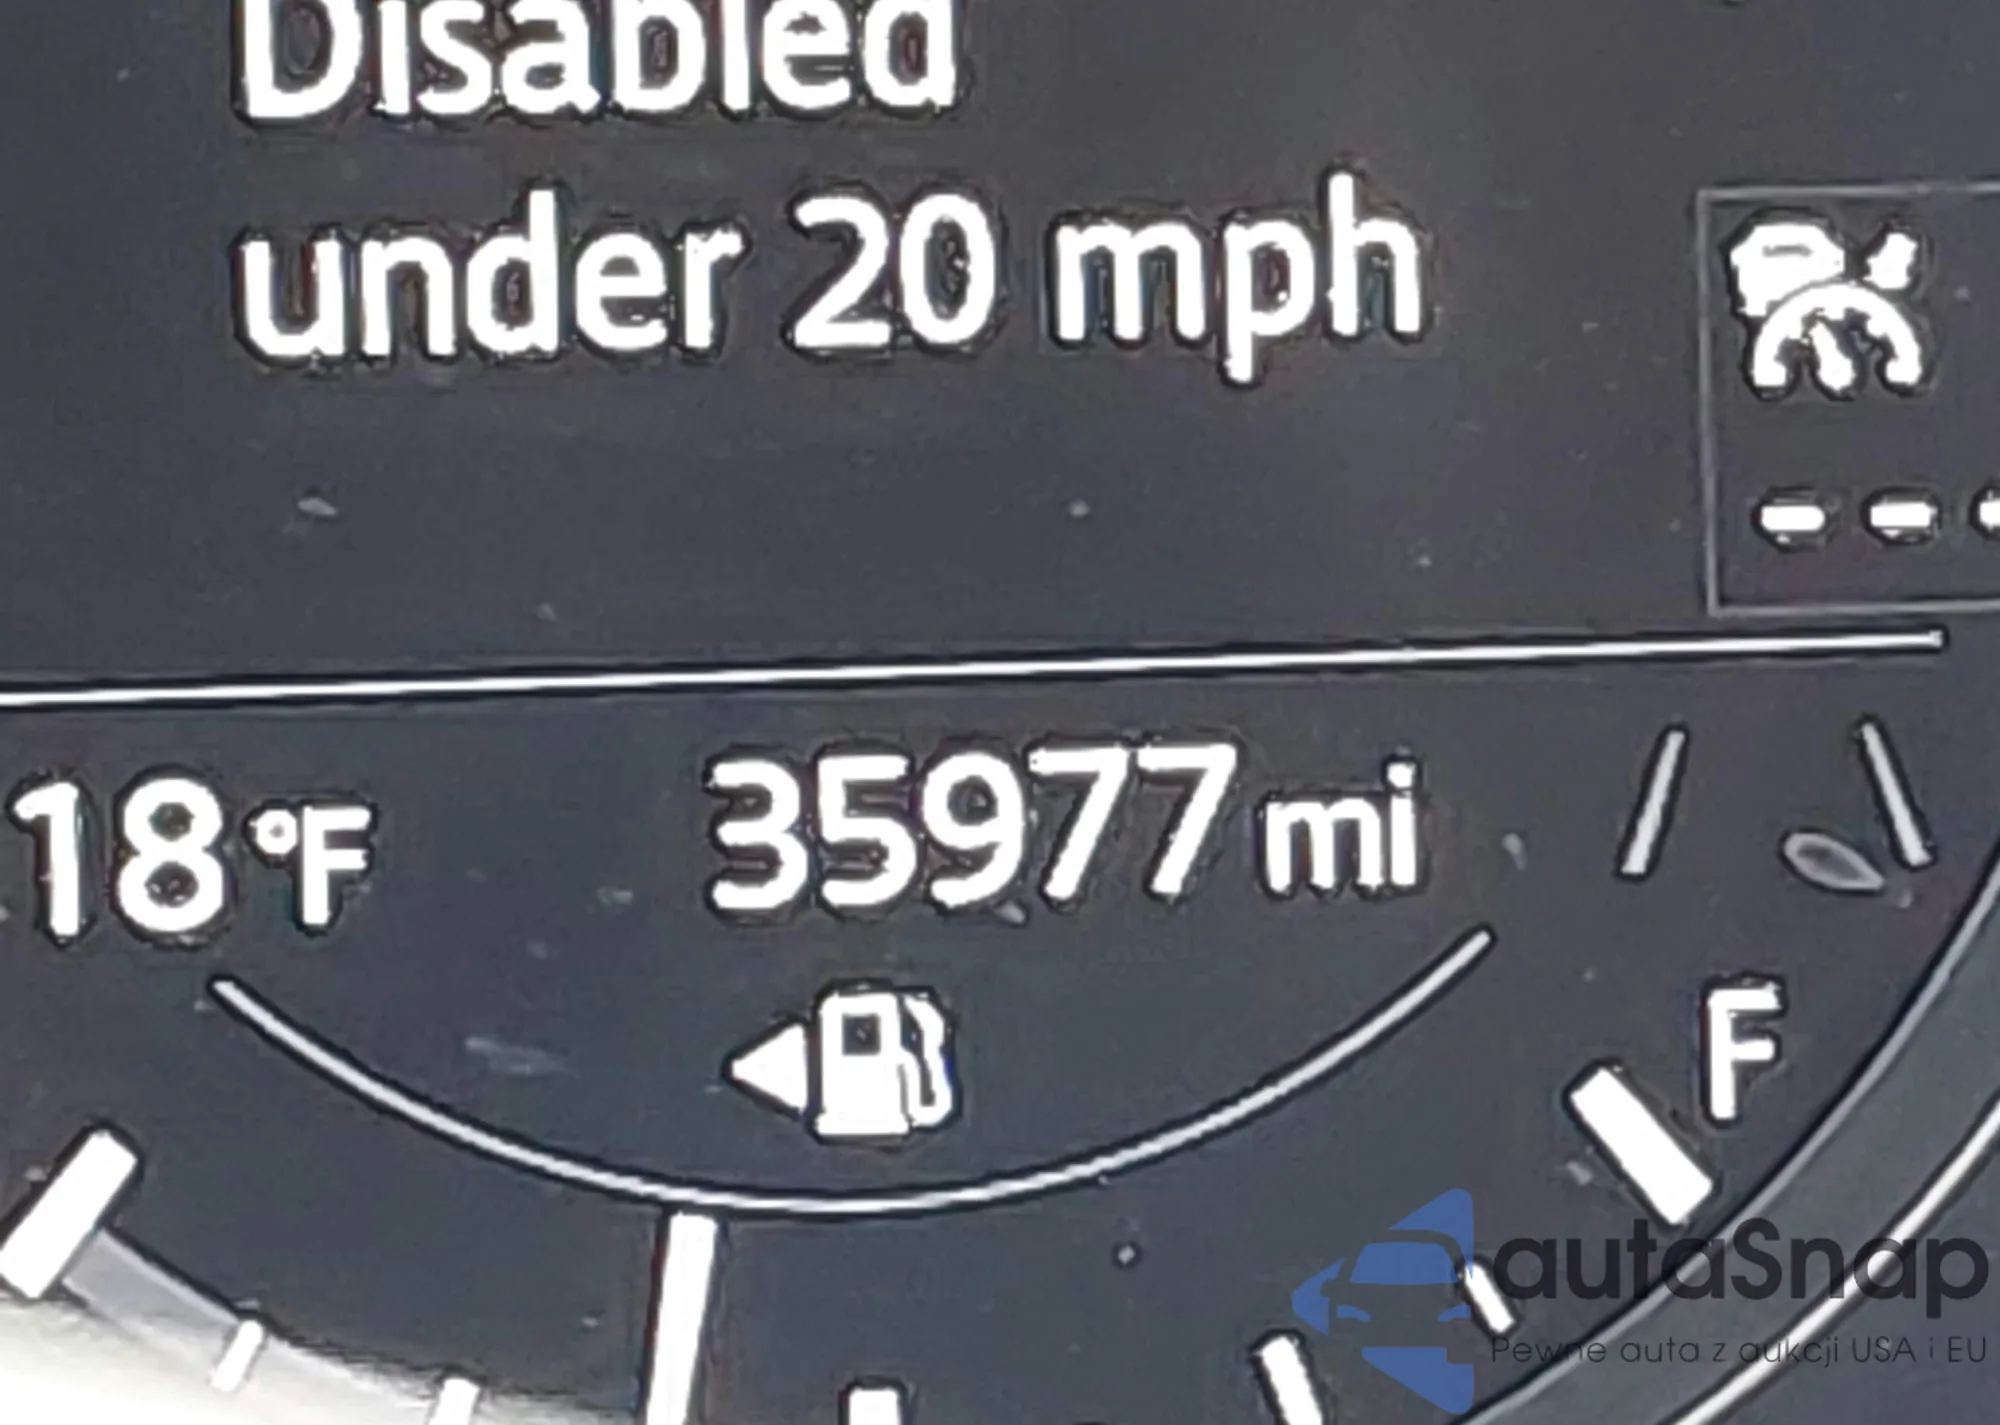 Disabled
under 20 mph
- - -
18 °F
35977 mi
F
autaSnap
Pewne auta z aukcji USA i EU